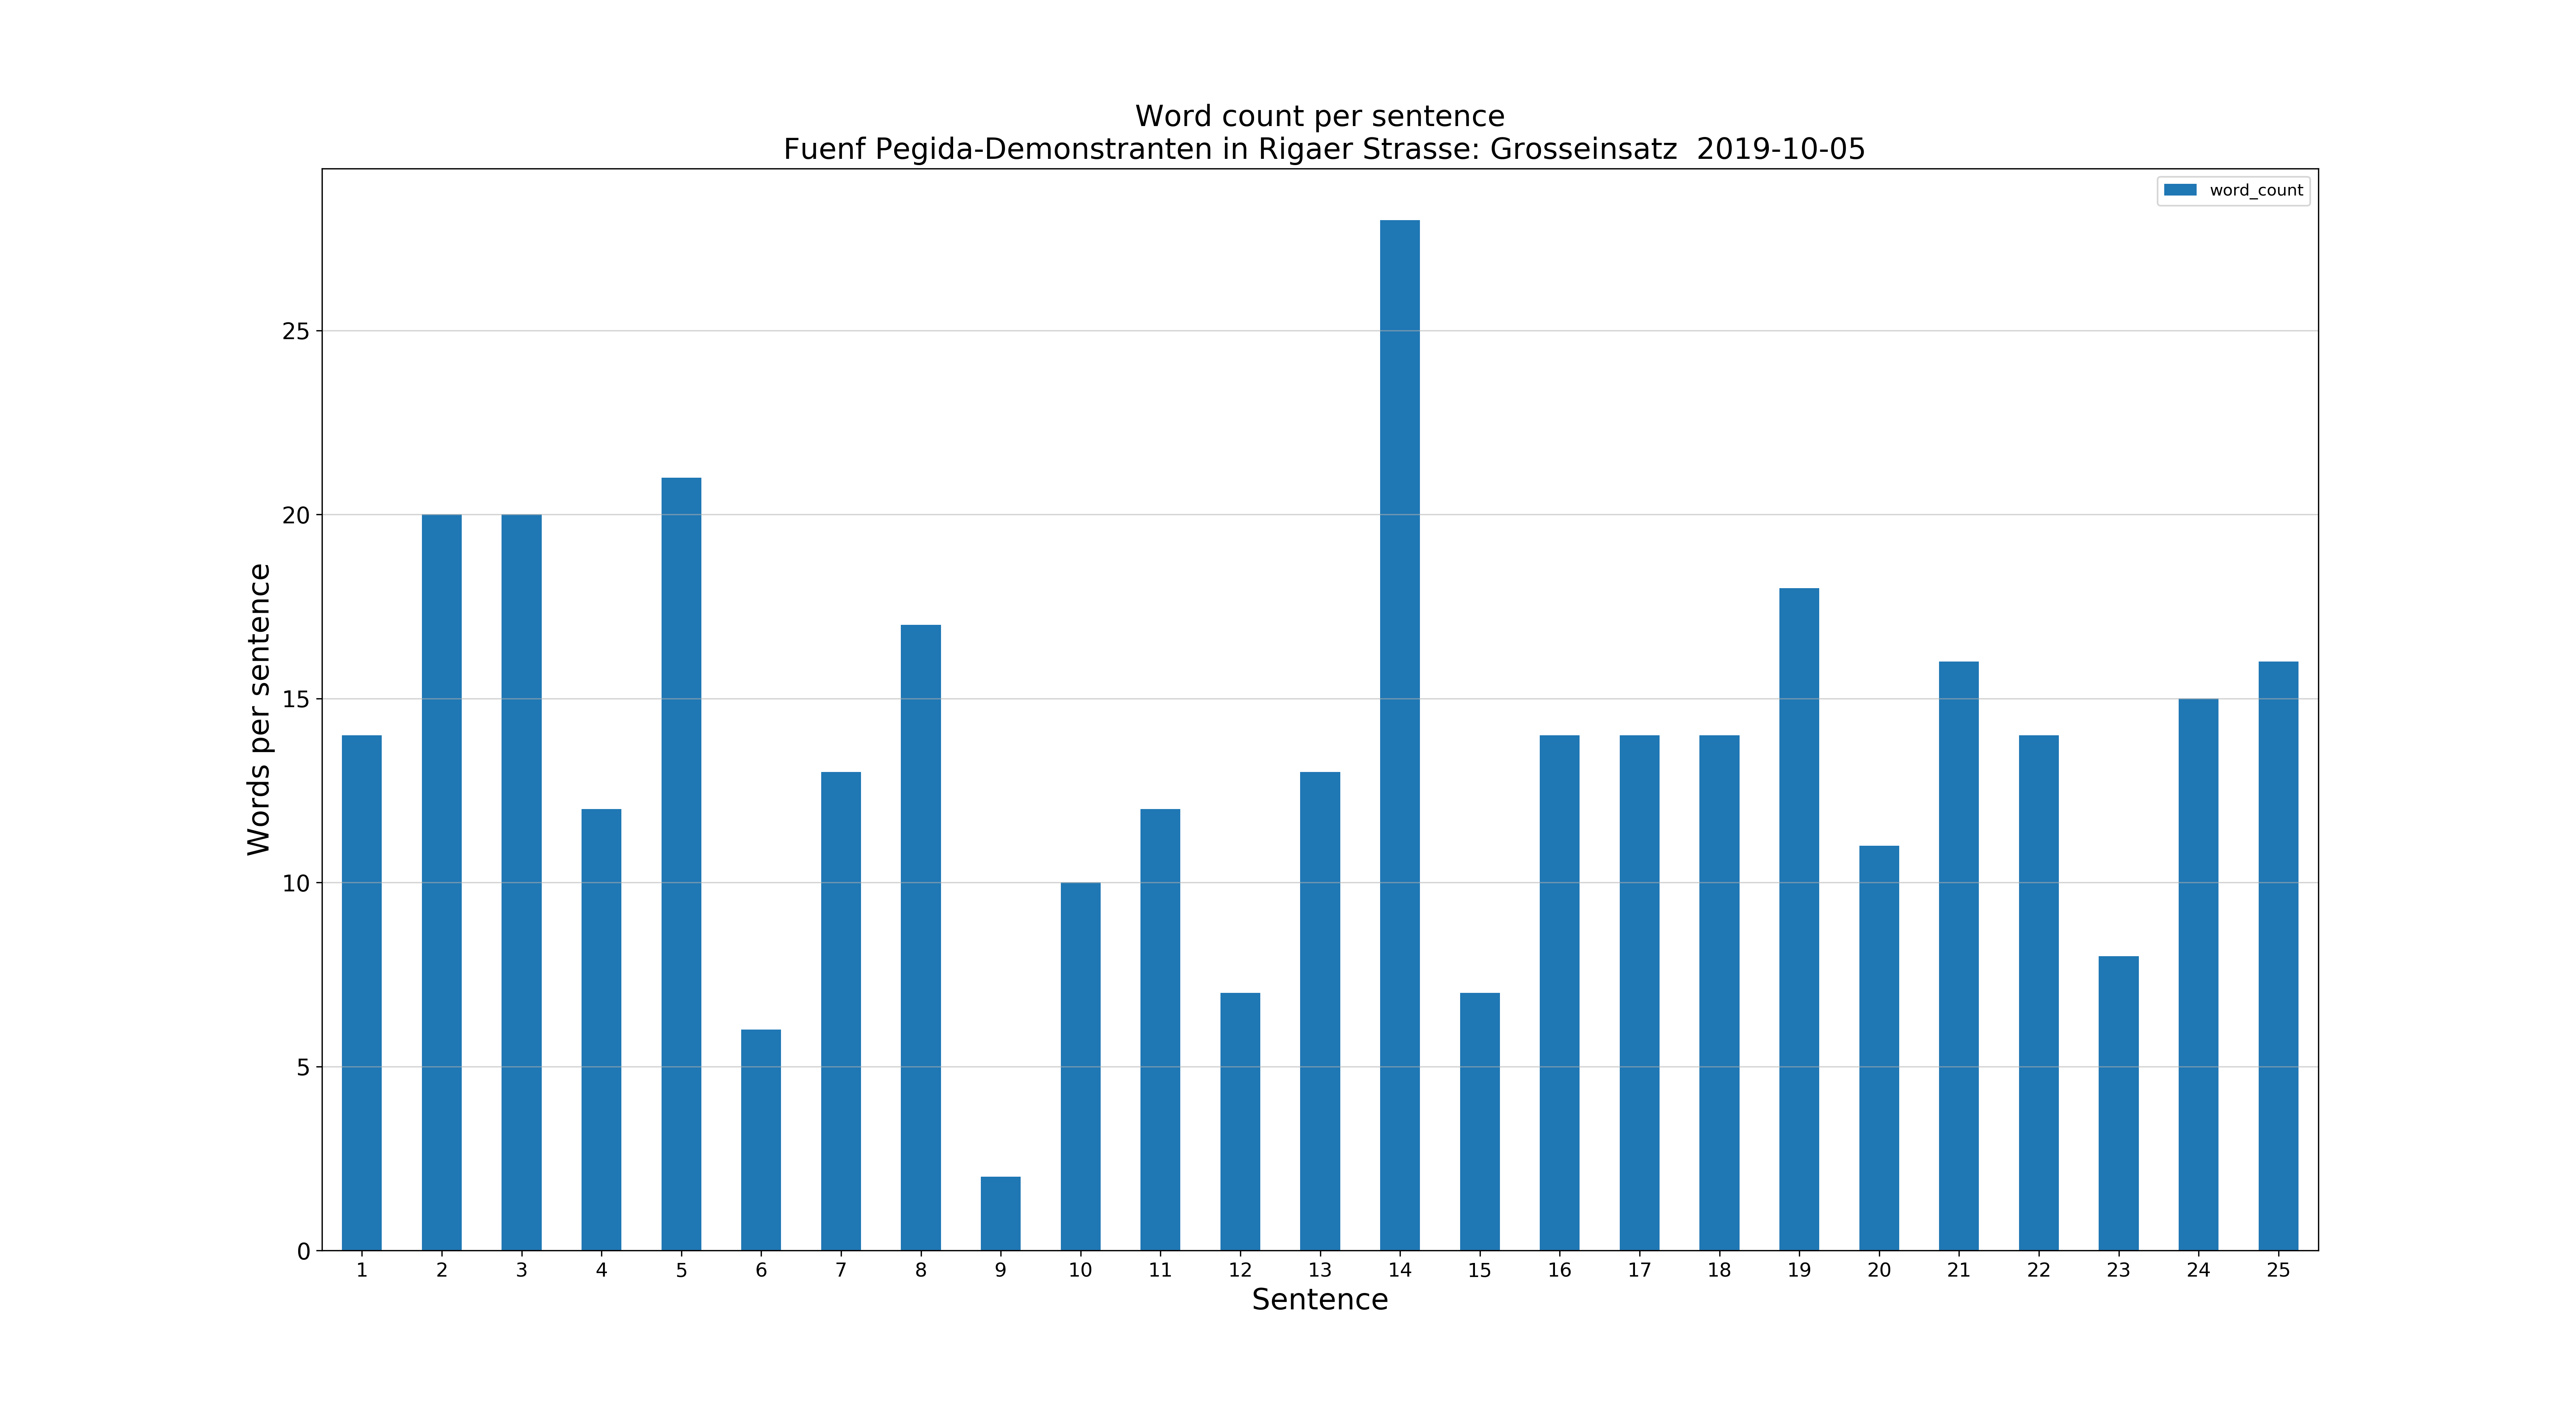 Word count per sentence
Fuenf Pegida-Demonstranten in Rigaer Strasse: Grosseinsatz  2019-10-05
word_count
25
20
15
10
5
0
Words per sentence
1 2 3 4 5 6 7 8 9 10 11 12 13 14 15 16 17 18 19 20 21 22 23 24 25
Sentence